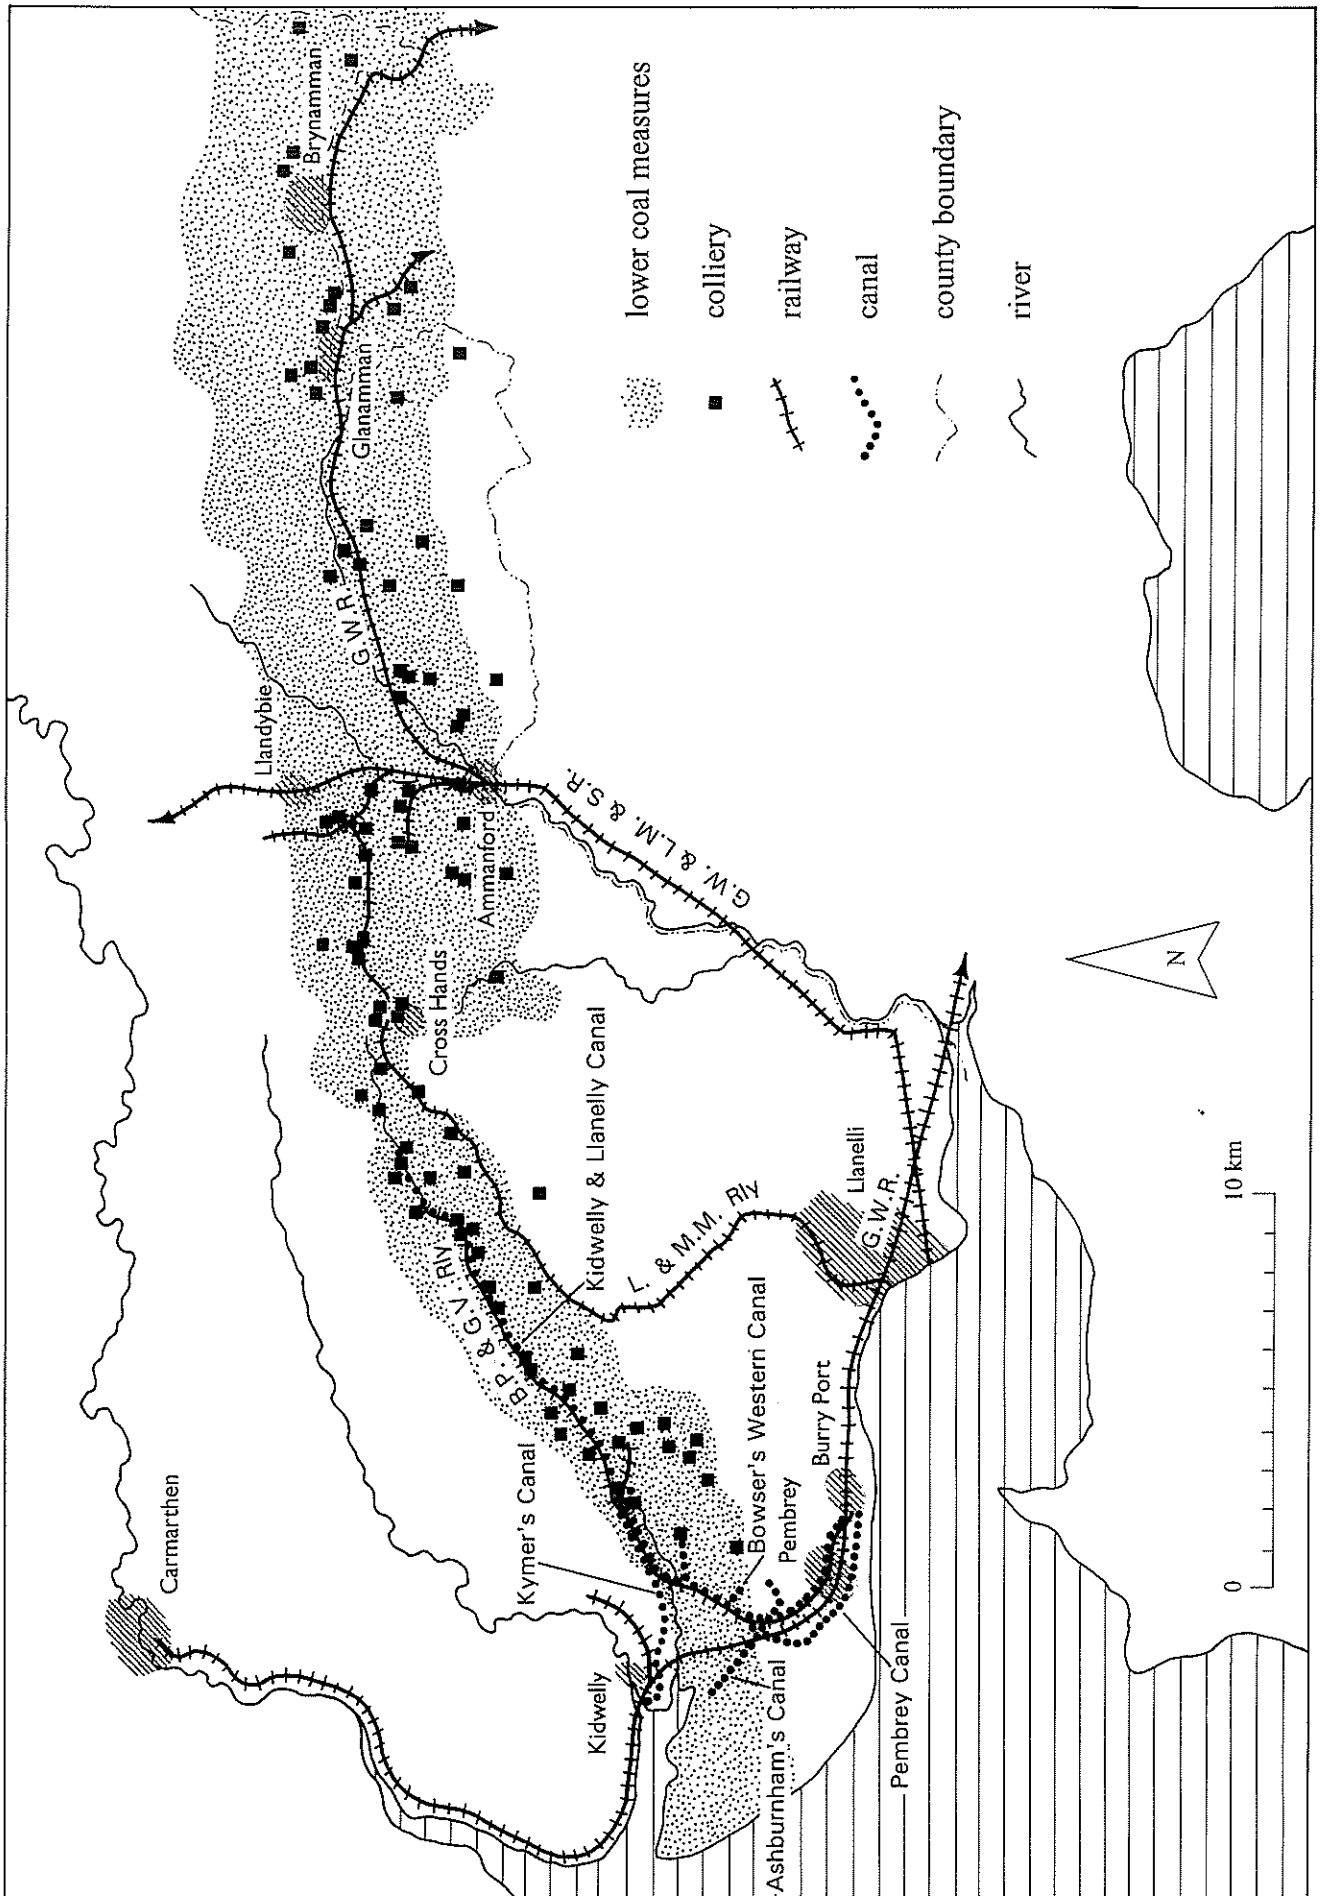 Carmarthen
Llandybie
Brynamman
Glanamman
G.W.R.
Ammanford
Cross Hands
B.P. & G.V. Rly
Kidwelly & Llanelly Canal
Kymer's Canal
Kidwelly
L. & M.M. Rly
G.W. & L.M. & S.R.
Bowser's Western Canal
Pembrey
Burry Port
Llanelli
G.W.R.
Ashburnham's Canal
Pembrey Canal
lower coal measures
colliery
railway
canal
county boundary
river
N
0
10 km